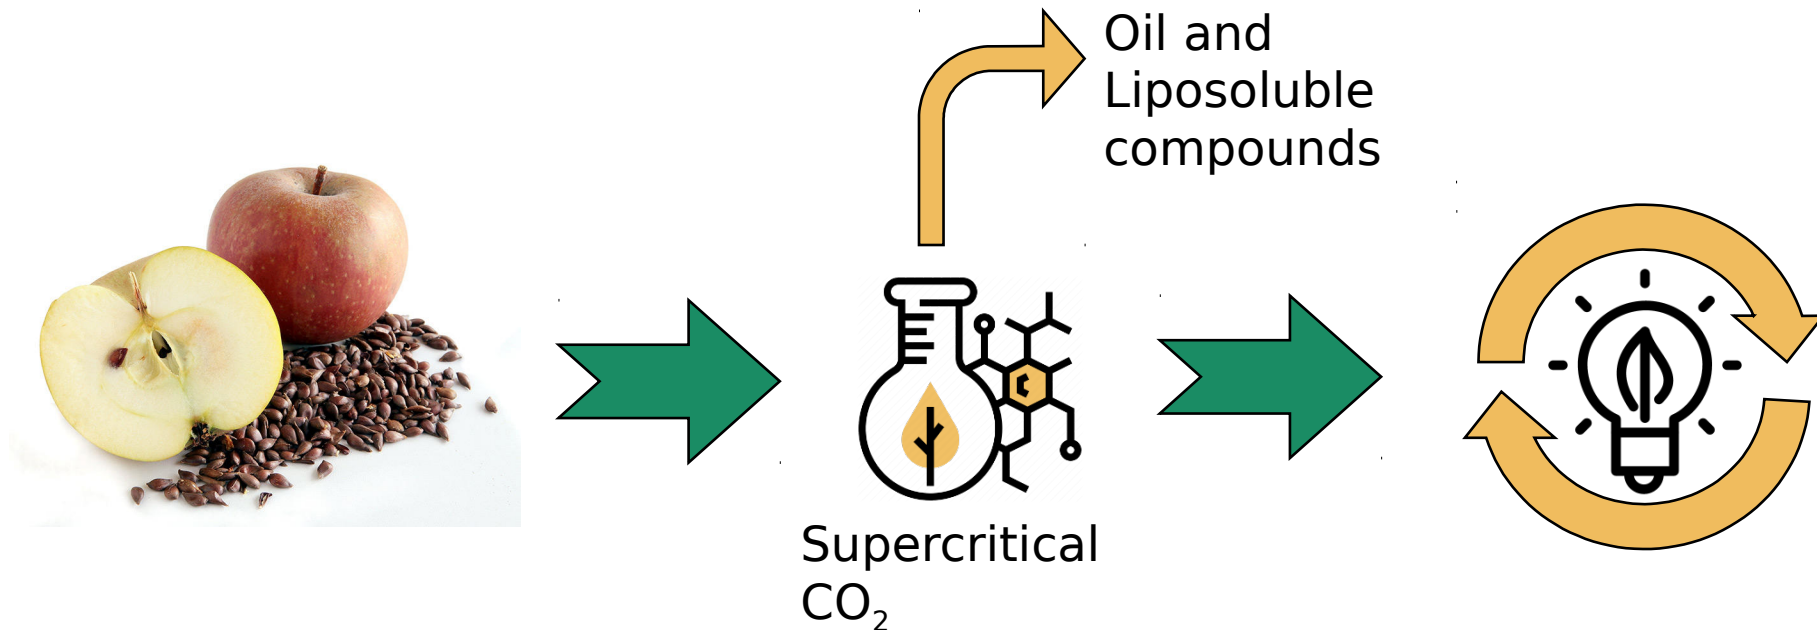 Oil and
Liposoluble
compounds
Supercritical
CO₂